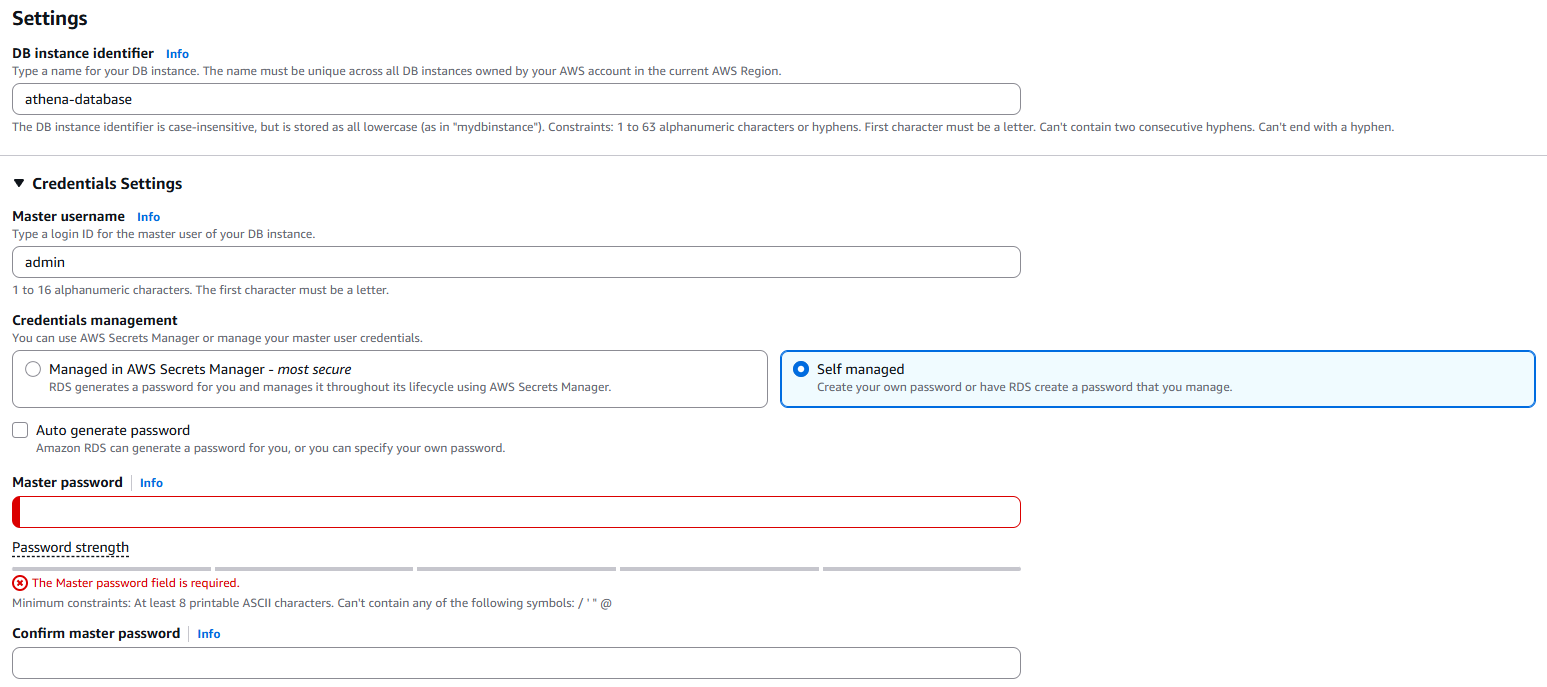 Settings
DB instance identifier Info
Type a name for your DB instance. The name must be unique across all DB instances owned by your AWS account in the current AWS Region.
athena-database
The DB instance identifier is case-insensitive, but is stored as all lowercase (as in "mydbinstance"). Constraints: 1 to 63 alphanumeric characters or hyphens. First character must be a letter. Can't contain two consecutive hyphens. Can't end with a hyphen.
Credentials Settings
Master username Info
Type a login ID for the master user of your DB instance.
admin
1 to 16 alphanumeric characters. The first character must be a letter.
Credentials management
You can use AWS Secrets Manager or manage your master user credentials.
Managed in AWS Secrets Manager - most secure
RDS generates a password for you and manages it throughout its lifecycle using AWS Secrets Manager.
Self managed
Create your own password or have RDS create a password that you manage.
Auto generate password
Amazon RDS can generate a password for you, or you can specify your own password.
Master password Info
Password strength
The Master password field is required.
Minimum constraints: At least 8 printable ASCII characters. Can't contain any of the following symbols: / ' " @
Confirm master password Info